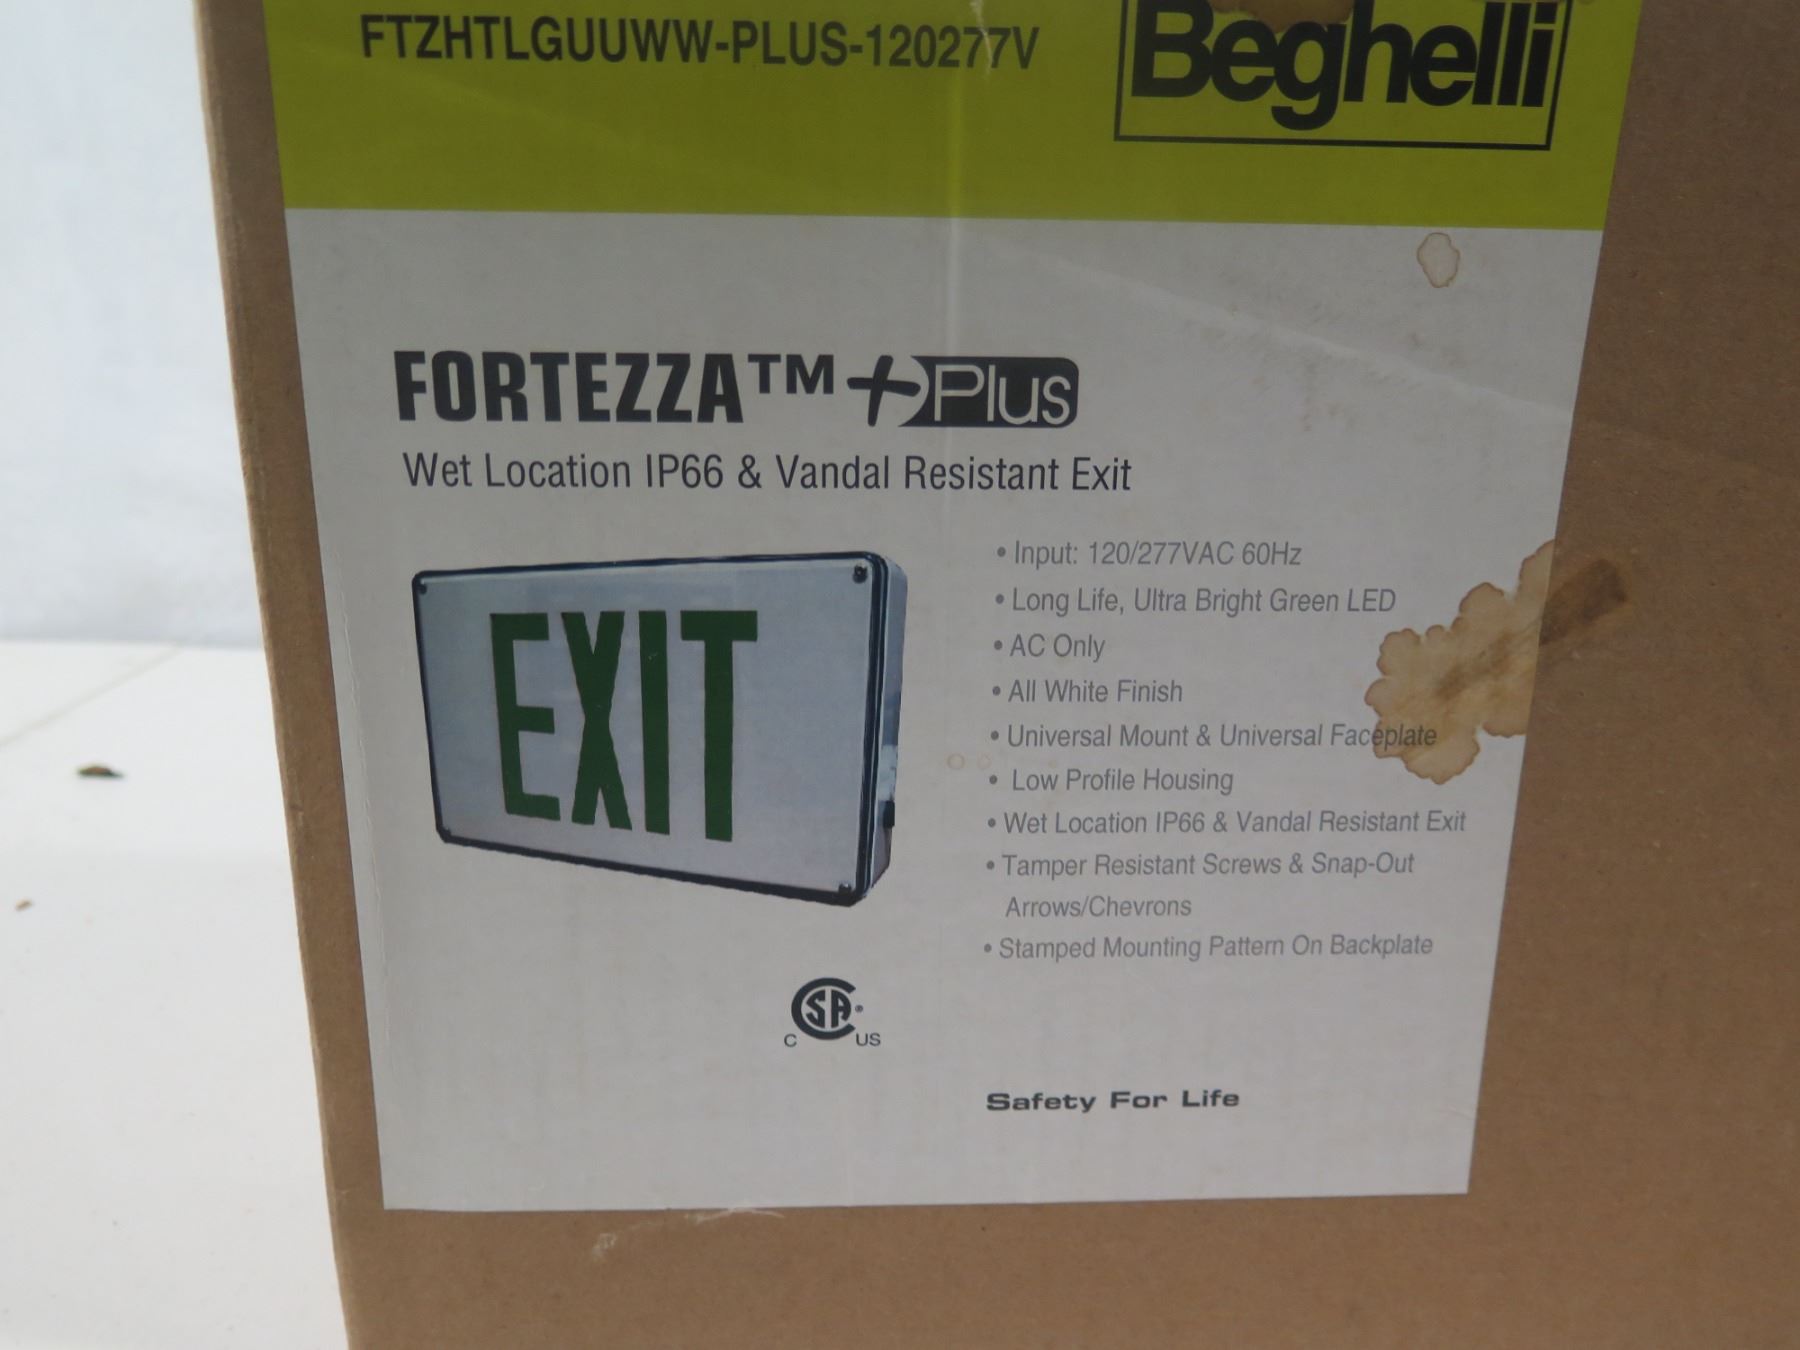 FTZHTLGUUWW-PLUS-120277V
Beghelli
FORTEZZA™ +Plus
Wet Location IP66 & Vandal Resistant Exit
• Input: 120/277VAC 60Hz
• Long Life, Ultra Bright Green LED
• AC Only
• All White Finish
• Universal Mount & Universal Faceplate
• Low Profile Housing
• Wet Location IP66 & Vandal Resistant Exit
• Tamper Resistant Screws & Snap-Out
Arrows/Chevrons
• Stamped Mounting Pattern On Backplate
EXIT
C SA® US
Safety For Life